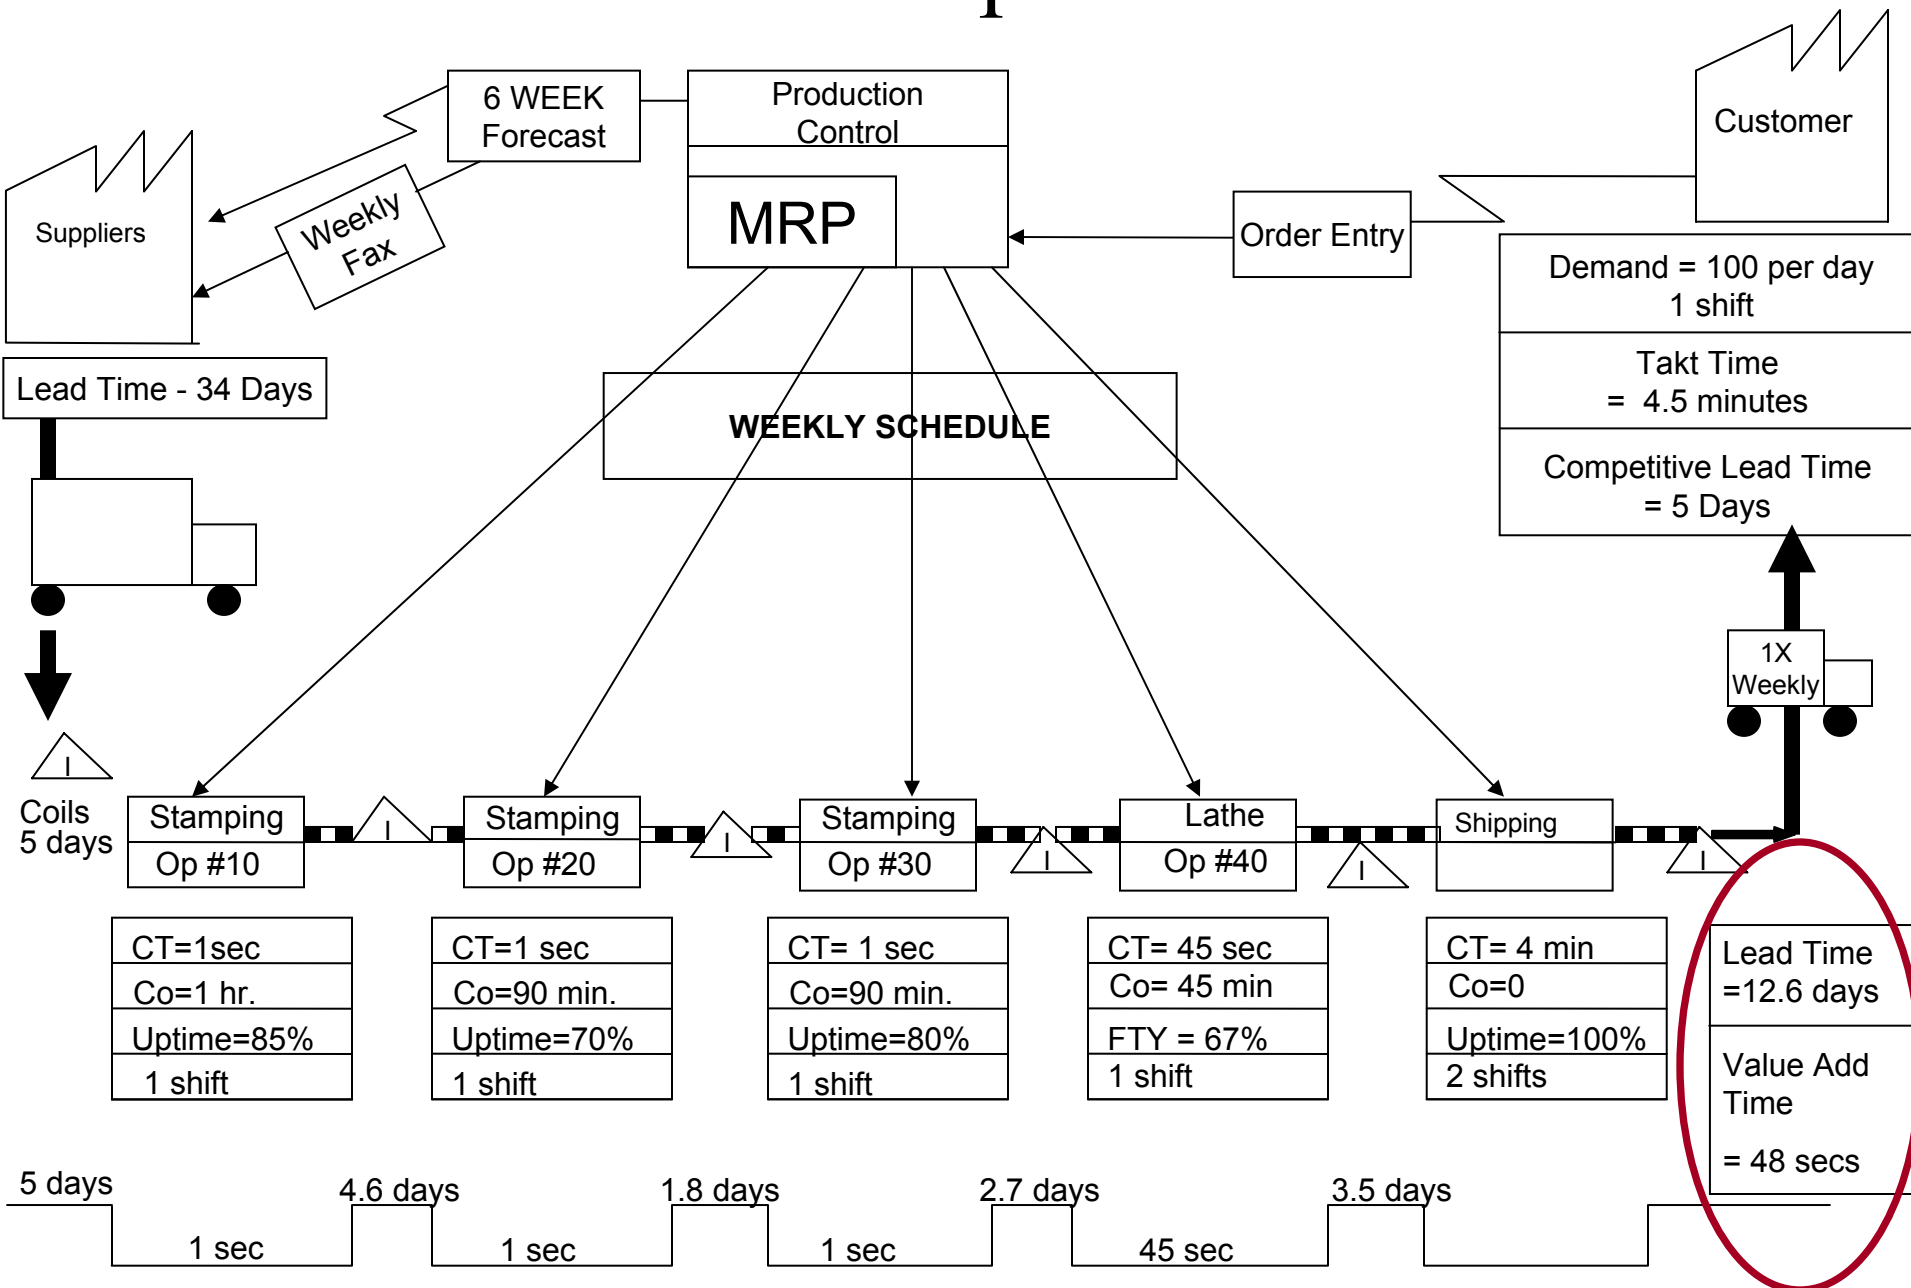 6 WEEK
Forecast
Production
Control
MRP
Customer
Suppliers
Weekly
Fax
Order Entry
Demand = 100 per day
1 shift
Takt Time
= 4.5 minutes
Competitive Lead Time
= 5 Days
Lead Time - 34 Days
WEEKLY SCHEDULE
1X
Weekly
I
Coils
5 days
Stamping
Op #10
I
Stamping
Op #20
I
Stamping
Op #30
I
Lathe
Op #40
I
Shipping
I
CT=1sec
Co=1 hr.
Uptime=85%
1 shift
CT=1 sec
Co=90 min.
Uptime=70%
1 shift
CT= 1 sec
Co=90 min.
Uptime=80%
1 shift
CT= 45 sec
Co= 45 min
FTY = 67%
1 shift
CT= 4 min
Co=0
Uptime=100%
2 shifts
Lead Time
=12.6 days
Value Add
Time
= 48 secs
5 days
4.6 days
1.8 days
2.7 days
3.5 days
1 sec
1 sec
1 sec
45 sec